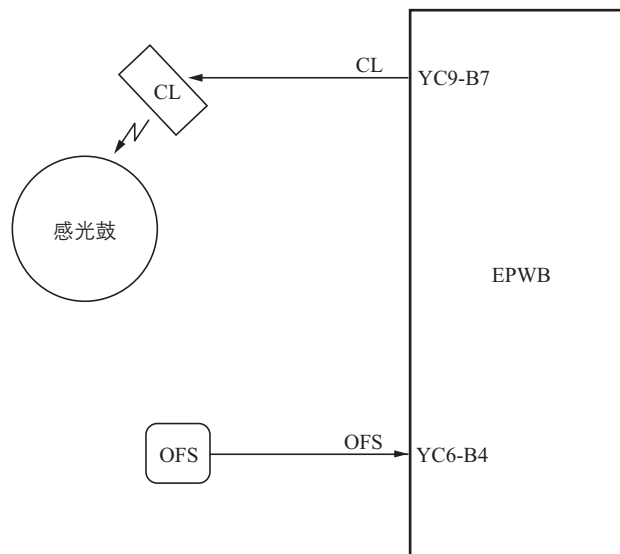 CL
YC9-B7
CL
感光鼓
EPWB
OFS
OFS
YC6-B4